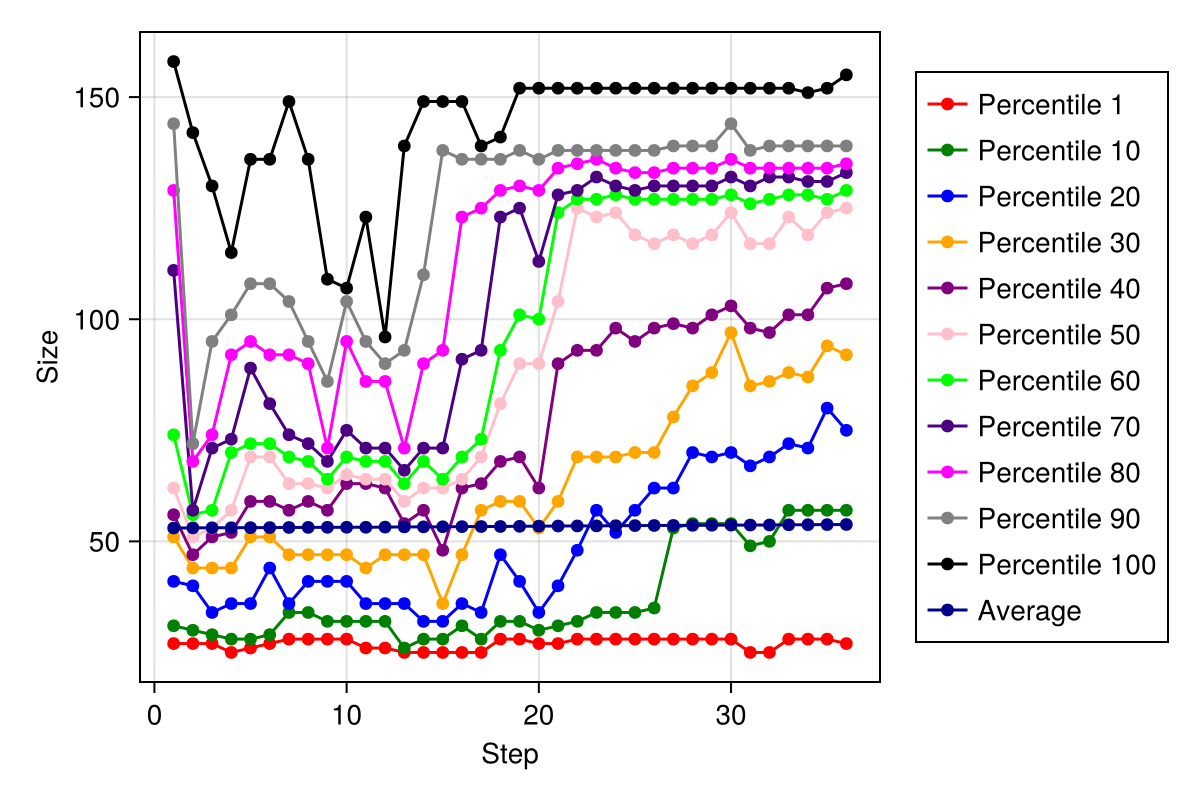 150
100
50
Size
0
10
20
30
Step
Percentile 1
Percentile 10
Percentile 20
Percentile 30
Percentile 40
Percentile 50
Percentile 60
Percentile 70
Percentile 80
Percentile 90
Percentile 100
Average